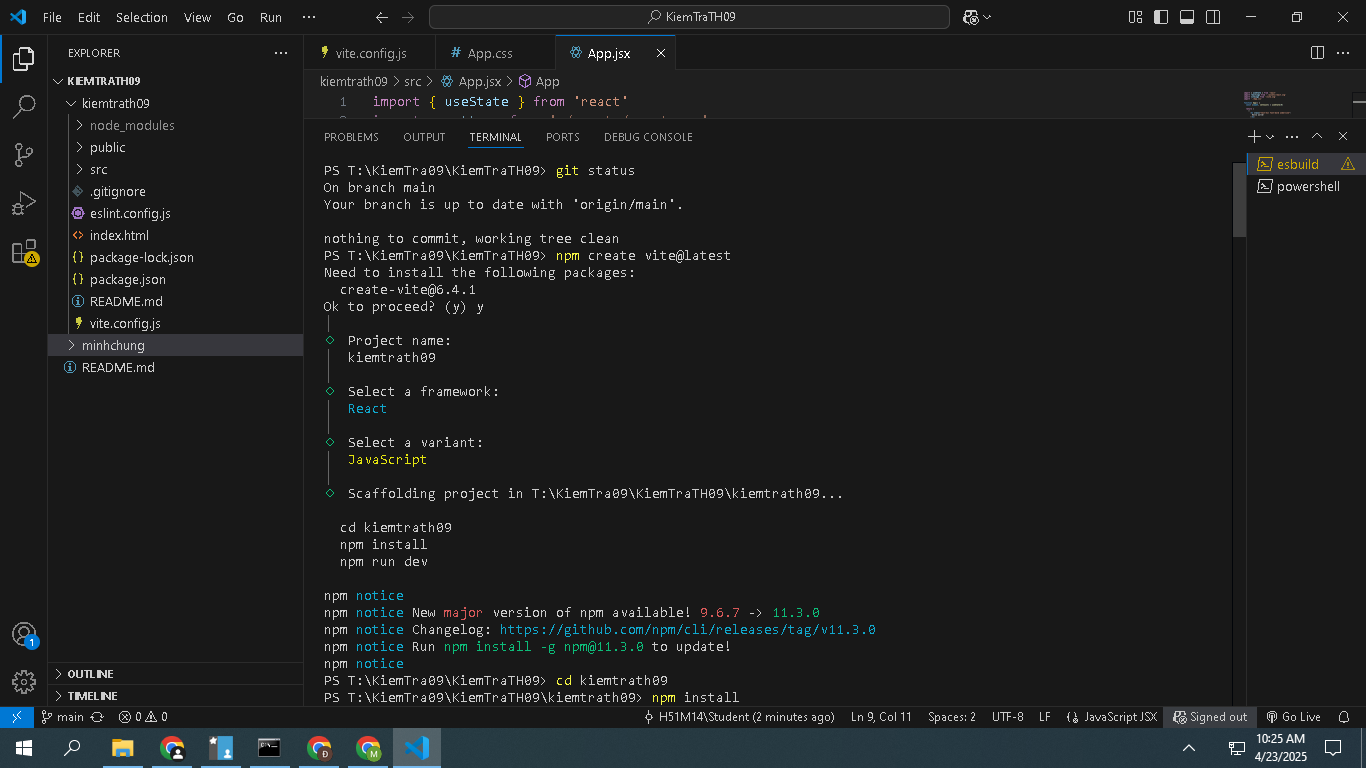 File Edit Selection View Go Run ··· KiemTraTH09
EXPLORER ···
KIEMTRATH09
kiemtrath09
node_modules
public
src
.gitignore
eslint.config.js
index.html
package-lock.json
package.json
README.md
vite.config.js
minhchung
README.md
OUTLINE
TIMELINE
vite.config.js App.css App.jsx
kiemtrath09 > src > App.jsx > App
1 import { useState } from 'react'
PROBLEMS OUTPUT TERMINAL PORTS DEBUG CONSOLE
esbuild
powershell
PS T:\KiemTra09\KiemTraTH09> git status
On branch main
Your branch is up to date with 'origin/main'.
nothing to commit, working tree clean
PS T:\KiemTra09\KiemTraTH09> npm create vite@latest
Need to install the following packages:
create-vite@6.4.1
Ok to proceed? (y) y
Project name:
kiemtrath09
Select a framework:
React
Select a variant:
JavaScript
Scaffolding project in T:\KiemTra09\KiemTraTH09\kiemtrath09...
cd kiemtrath09
npm install
npm run dev
npm notice
npm notice New major version of npm available! 9.6.7 -> 11.3.0
npm notice Changelog: https://github.com/npm/cli/releases/tag/v11.3.0
npm notice Run npm install -g npm@11.3.0 to update!
npm notice
PS T:\KiemTra09\KiemTraTH09> cd kiemtrath09
PS T:\KiemTra09\KiemTraTH09\kiemtrath09> npm install
1
main 0 0 H51M14\Student (2 minutes ago) Ln 9, Col 11 Spaces: 2 UTF-8 LF JavaScript JSX Signed out Go Live
Đ M 10:25 AM
4/23/2025